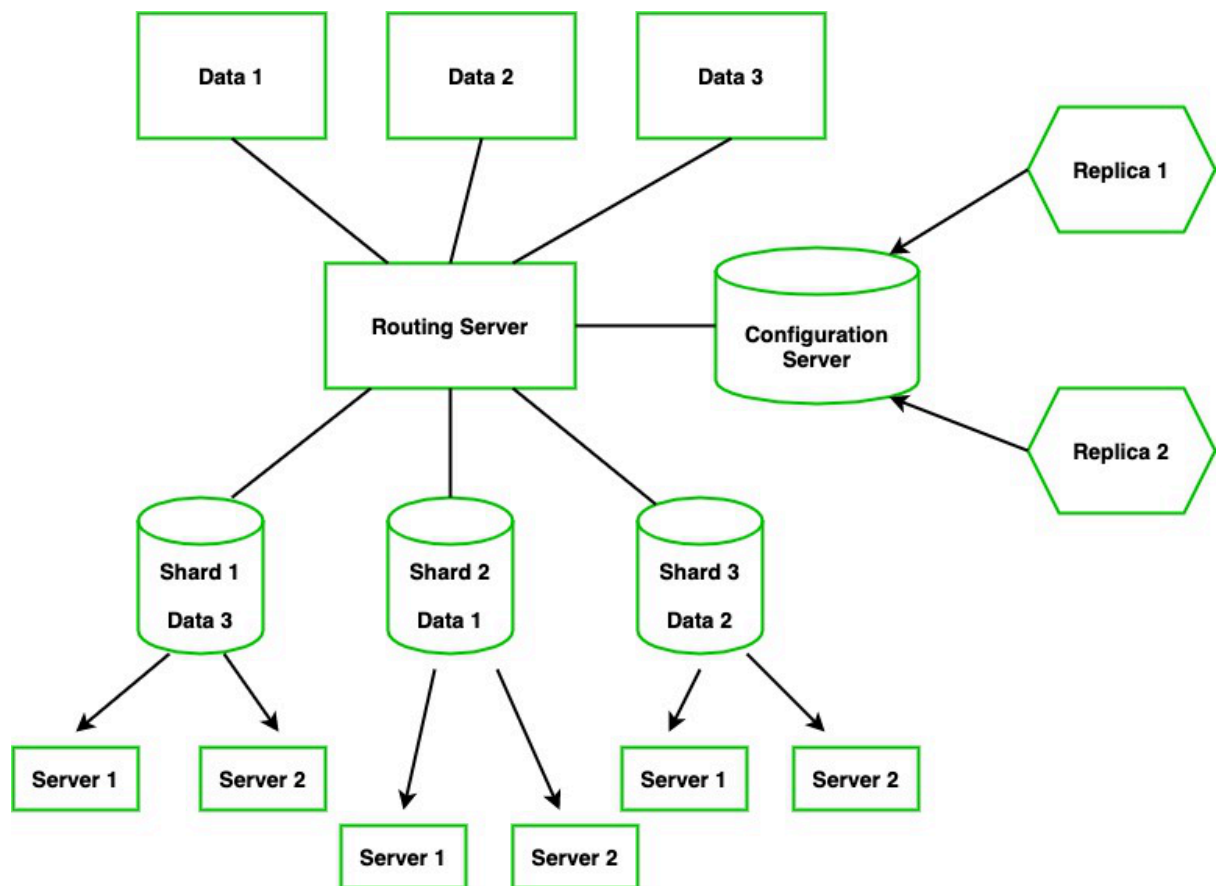 Data 1
Data 2
Data 3
Replica 1
Routing Server
Configuration
Server
Replica 2
Shard 1
Data 3
Shard 2
Data 1
Shard 3
Data 2
Server 1
Server 2
Server 1
Server 2
Server 1
Server 2